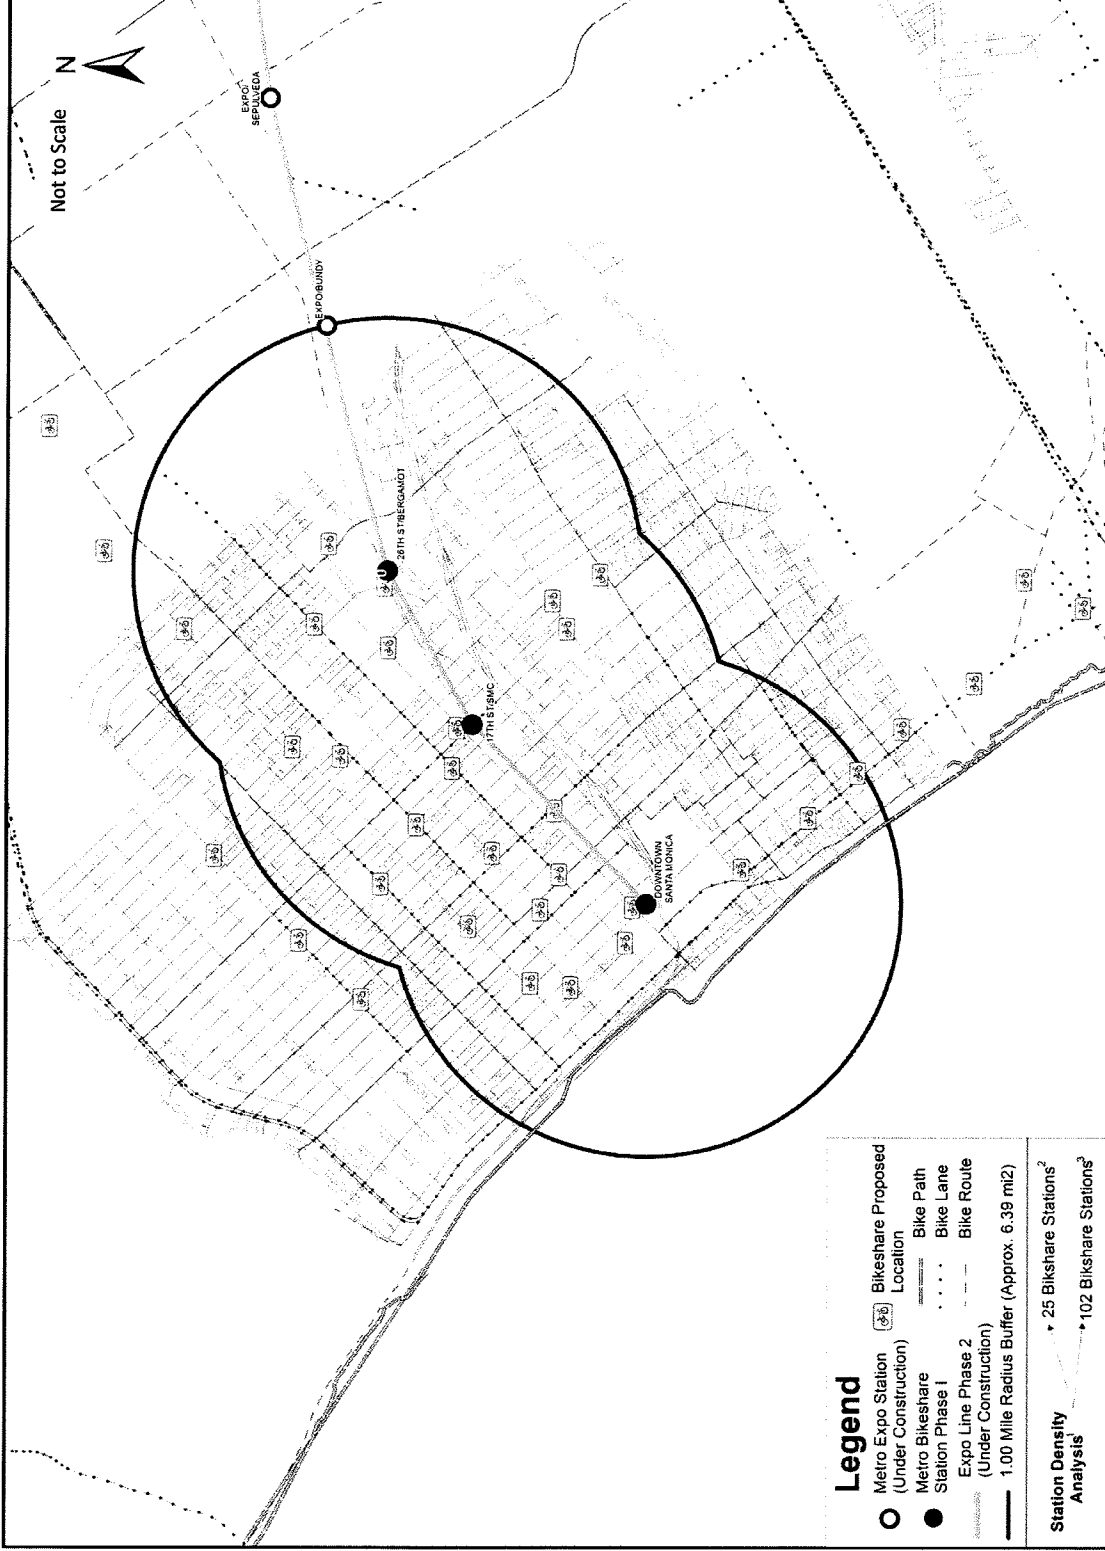 N
Not to Scale
EXPO/
SEPULVEDA
EXPO/BUNDY
26TH ST/BERGAMOT
17TH ST/SMC
DOWNTOWN
SANTA MONICA
Legend
Metro Expo Station
(Under Construction)
Metro Bikeshare
Station Phase I
Expo Line Phase 2
(Under Construction)
1.00 Mile Radius Buffer (Approx. 6.39 mi2)
Bikeshare Proposed
Location
Bike Path
Bike Lane
Bike Route
Station Density
Analysis¹
25 Bikshare Stations²
102 Bikshare Stations³